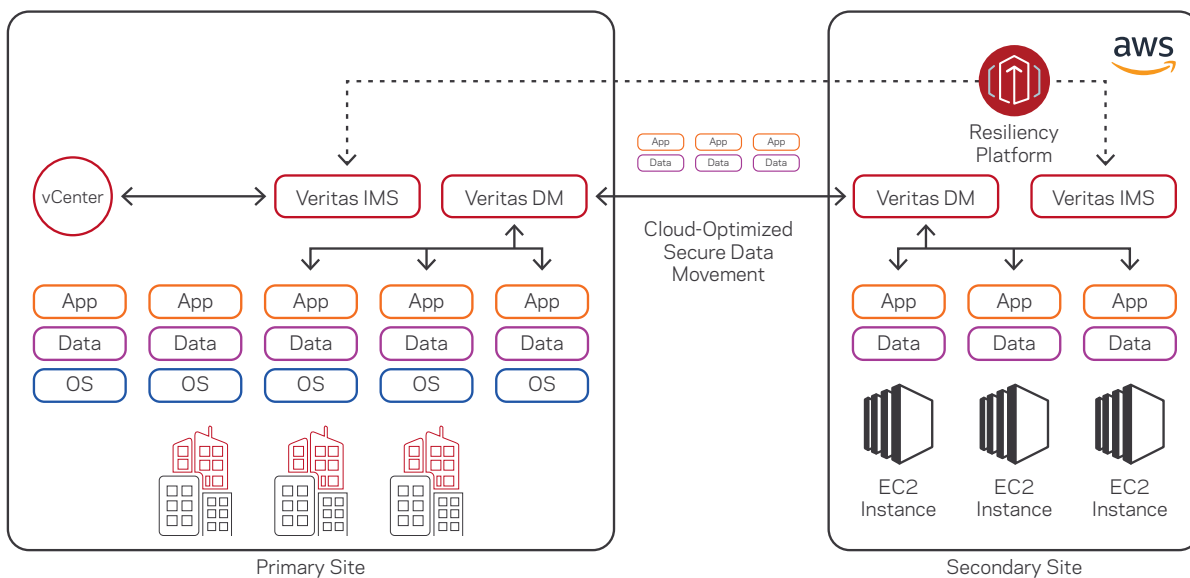 aws
Resiliency
Platform
App App App
Data Data Data
vCenter
Veritas IMS
Veritas DM
Veritas DM
Veritas IMS
Cloud-Optimized
Secure Data
Movement
App App App App App
Data Data Data Data Data
OS OS OS OS OS
App App App
Data Data Data
EC2
Instance
EC2
Instance
EC2
Instance
Primary Site
Secondary Site